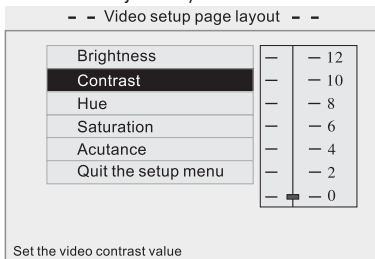 - - Video setup page layout - -
Brightness
Contrast
Hue
Saturation
Acutance
Quit the setup menu
12
10
8
6
4
2
0
Set the video contrast value